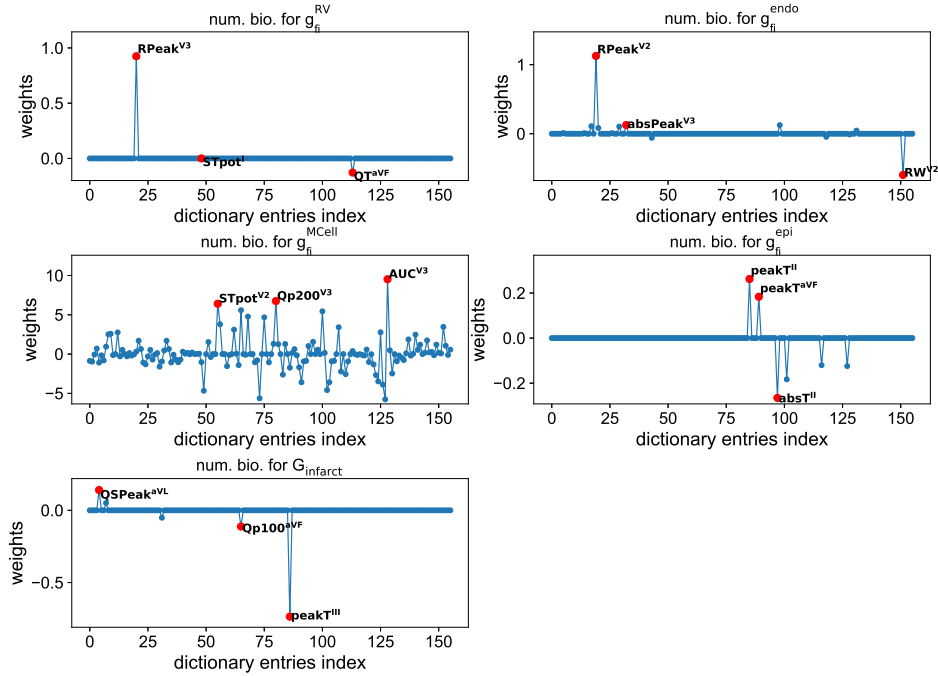 num. bio. for g_fi^RV
weights
1.0
0.5
0.0
RPeak^V3
STpot^I
QT^aVF
0 25 50 75 100 125 150
dictionary entries index
num. bio. for g_fi^endo
weights
1
0
RPeak^V2
absPeak^V3
RW^V2
0 25 50 75 100 125 150
dictionary entries index
num. bio. for g_fi^MCell
weights
10
5
0
−5
STpot^V2
Qp200^V3
AUC^V3
0 25 50 75 100 125 150
dictionary entries index
num. bio. for g_fi^epi
weights
0.2
0.0
−0.2
peakT^II
peakT^aVF
absT^II
0 25 50 75 100 125 150
dictionary entries index
num. bio. for G_infarct
weights
0.0
−0.5
QSPeak^aVL
Qp100^aVF
peakT^III
0 25 50 75 100 125 150
dictionary entries index